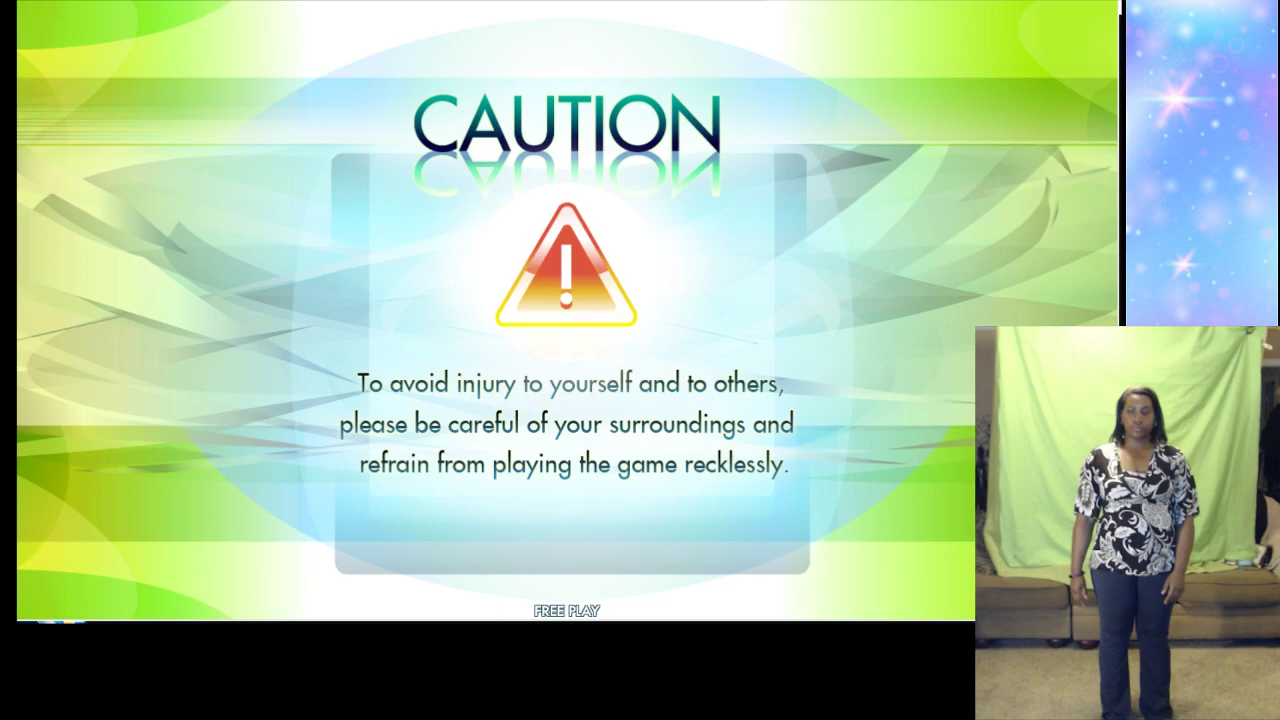 CAUTION
!
To avoid injury to yourself and to others,
please be careful of your surroundings and
refrain from playing the game recklessly.
FREE PLAY